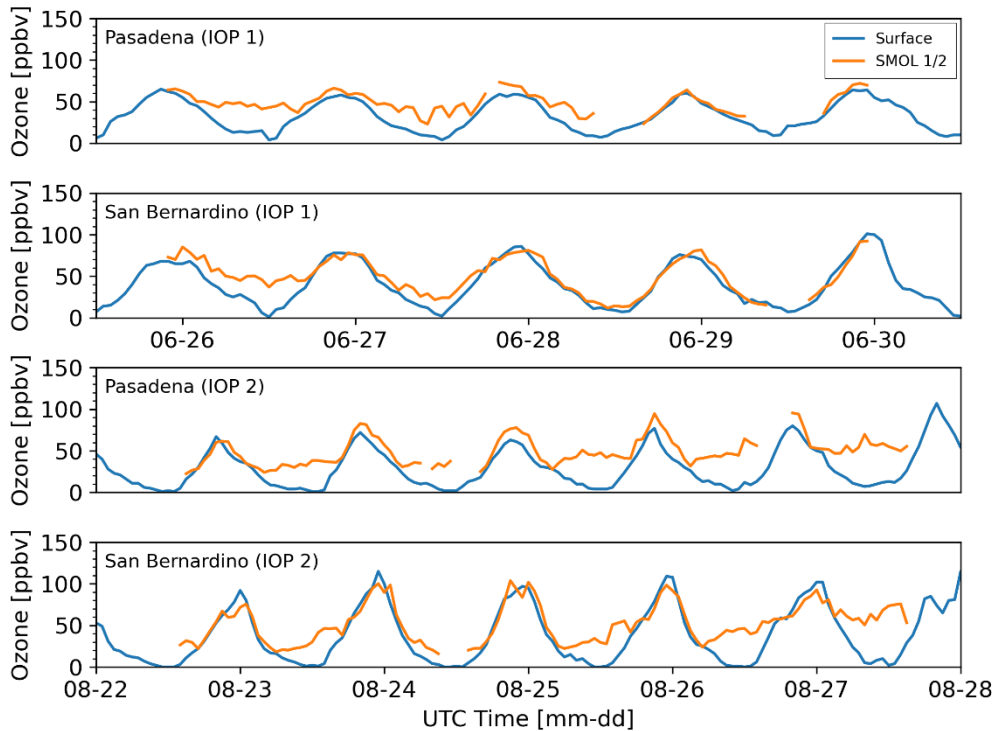 Ozone [ppbv]
150
100
50
0
Pasadena (IOP 1)
Surface
SMOL 1/2
Ozone [ppbv]
150
100
50
0
San Bernardino (IOP 1)
06-26 06-27 06-28 06-29 06-30
Ozone [ppbv]
150
100
50
0
Pasadena (IOP 2)
Ozone [ppbv]
150
100
50
0
San Bernardino (IOP 2)
08-22 08-23 08-24 08-25 08-26 08-27 08-28
UTC Time [mm-dd]